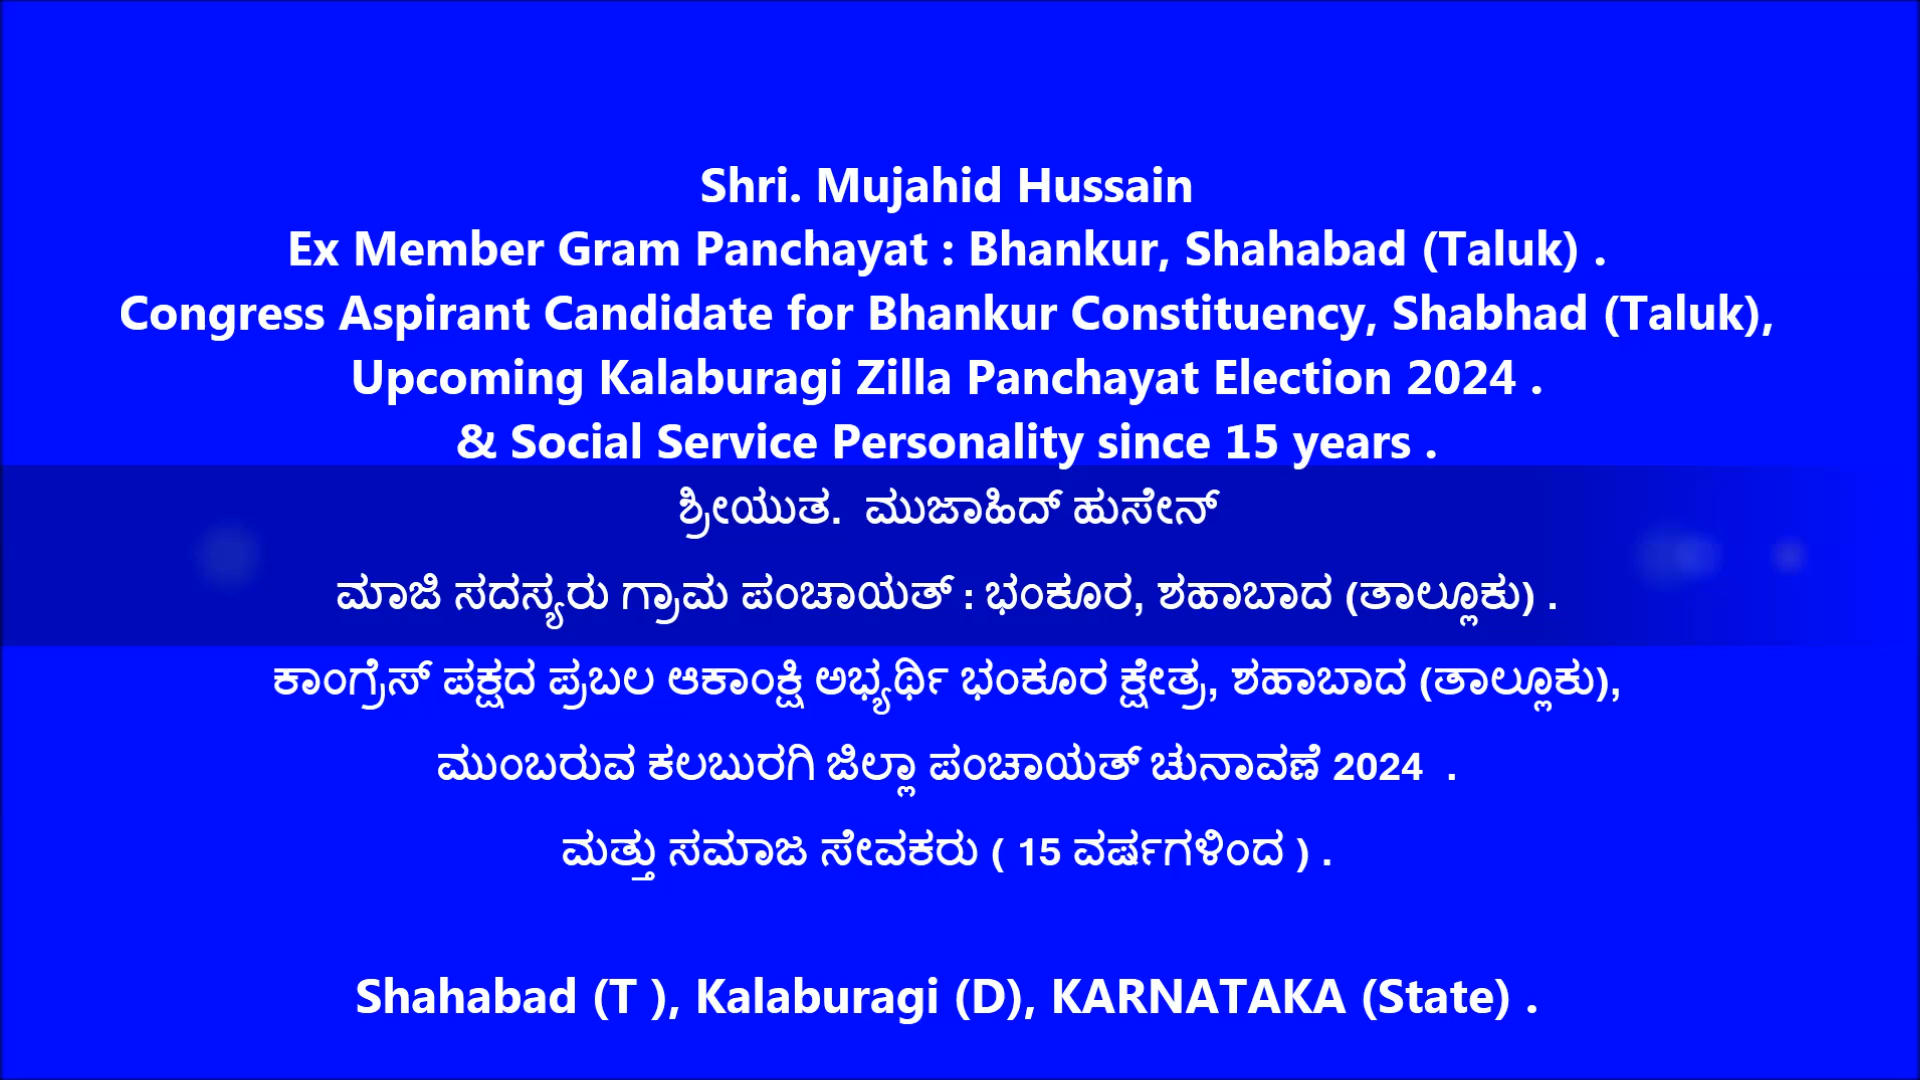 Shri. Mujahid Hussain
Ex Member Gram Panchayat : Bhankur, Shahabad (Taluk) .
Congress Aspirant Candidate for Bhankur Constituency, Shabhad (Taluk),
Upcoming Kalaburagi Zilla Panchayat Election 2024 .
& Social Service Personality since 15 years .
ಶ್ರೀಯುತ.  ಮುಜಾಹಿದ್ ಹುಸೇನ್
ಮಾಜಿ ಸದಸ್ಯರು ಗ್ರಾಮ ಪಂಚಾಯತ್ : ಭಂಕೂರ, ಶಹಾಬಾದ (ತಾಲ್ಲೂಕು) .
ಕಾಂಗ್ರೆಸ್ ಪಕ್ಷದ ಪ್ರಬಲ ಆಕಾಂಕ್ಷಿ ಅಭ್ಯರ್ಥಿ ಭಂಕೂರ ಕ್ಷೇತ್ರ, ಶಹಾಬಾದ (ತಾಲ್ಲೂಕು),
ಮುಂಬರುವ ಕಲಬುರಗಿ ಜಿಲ್ಲಾ ಪಂಚಾಯತ್ ಚುನಾವಣೆ 2024  .
ಮತ್ತು ಸಮಾಜ ಸೇವಕರು ( 15 ವರ್ಷಗಳಿಂದ ) .
Shahabad (T ), Kalaburagi (D), KARNATAKA (State) .